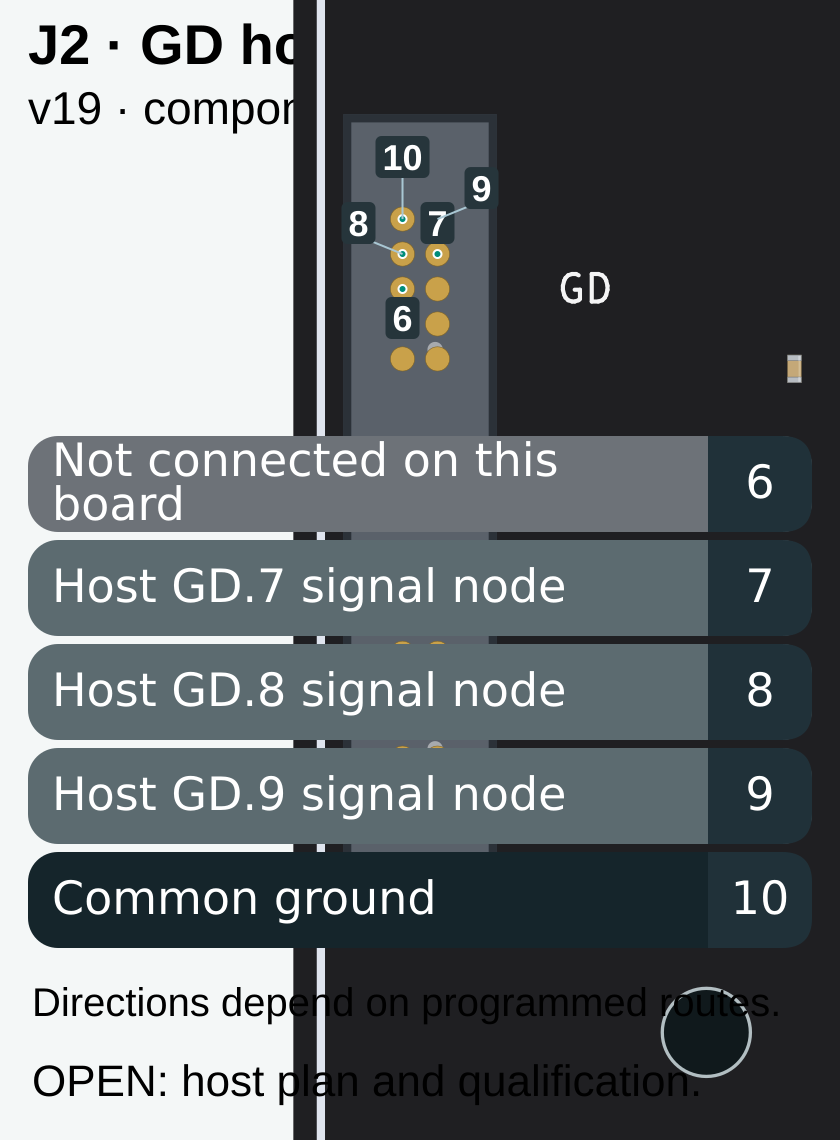 J2 · GD ho
v19 · compon
10
9
8
7
GD
6
Not connected on this
board
6
Host GD.7 signal node
7
Host GD.8 signal node
8
Host GD.9 signal node
9
Common ground
10
Directions depend on programmed routes.
OPEN: host plan and qualification.